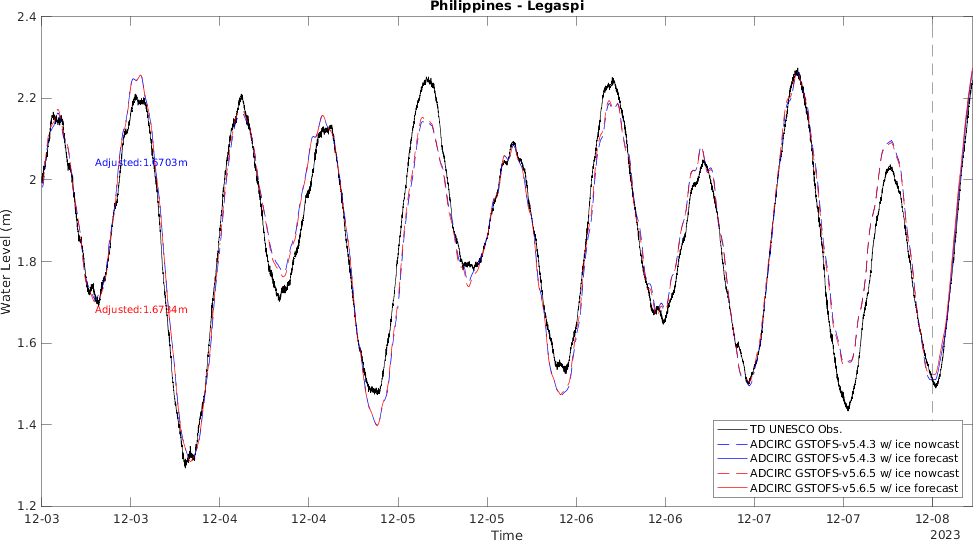 Philippines - Legaspi
2.4
2.2
2
1.8
1.6
1.4
1.2
Water Level (m)
Adjusted:1.6703m
Adjusted:1.6734m
TD UNESCO Obs.
ADCIRC GSTOFS-v5.4.3 w/ ice nowcast
ADCIRC GSTOFS-v5.4.3 w/ ice forecast
ADCIRC GSTOFS-v5.6.5 w/ ice nowcast
ADCIRC GSTOFS-v5.6.5 w/ ice forecast
12-03 12-03 12-04 12-04 12-05 12-05 12-06 12-06 12-07 12-07 12-08
2023
Time